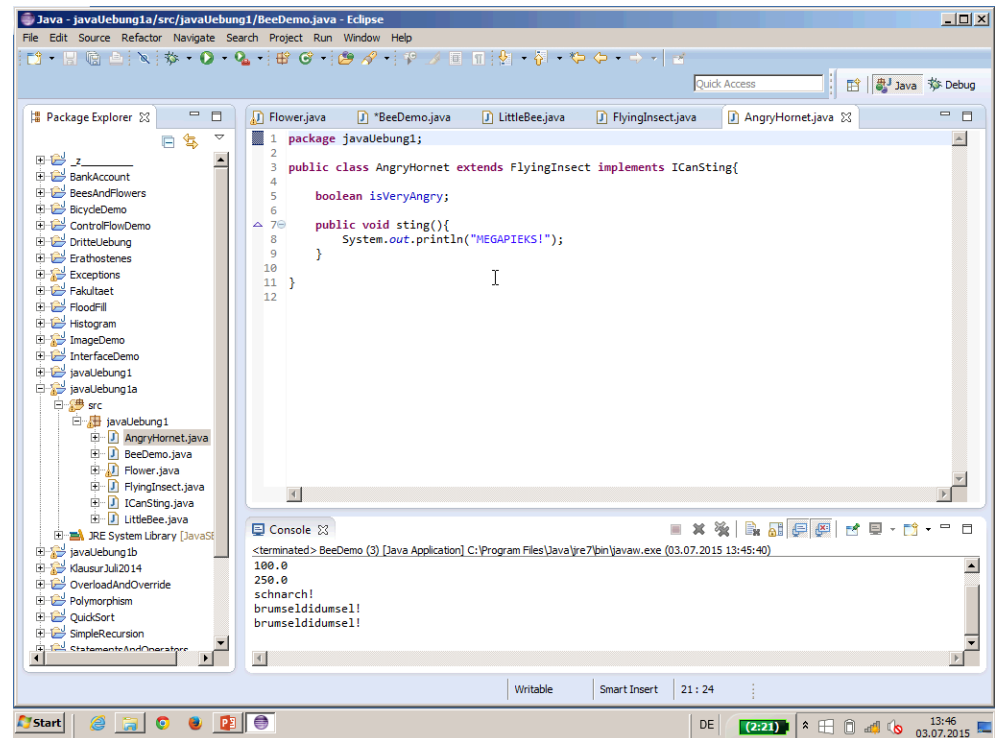 Java - javaUebung1a/src/javaUebung1/BeeDemo.java - Eclipse
File Edit Source Refactor Navigate Search Project Run Window Help
Quick Access Java Debug
Package Explorer
Flower.java *BeeDemo.java LittleBee.java FlyingInsect.java AngryHornet.java
_z_________
BankAccount
BeesAndFlowers
BicycleDemo
ControlFlowDemo
DritteUebung
Erathostenes
Exceptions
Fakultaet
FloodFill
Histogram
ImageDemo
InterfaceDemo
javaUebung1
javaUebung1a
src
javaUebung1
AngryHornet.java
BeeDemo.java
Flower.java
FlyingInsect.java
ICanSting.java
LittleBee.java
JRE System Library [JavaSE
javaUebung1b
KlausurJuli2014
OverloadAndOverride
Polymorphism
QuickSort
SimpleRecursion
StatementsAndOperators
1 package javaUebung1;
2
3 public class AngryHornet extends FlyingInsect implements ICanSting{
4
5 boolean isVeryAngry;
6
7 public void sting(){
8 System.out.println("MEGAPIEKS!");
9 }
10
11 }
12
Console
<terminated> BeeDemo (3) [Java Application] C:\Program Files\Java\jre7\bin\javaw.exe (03.07.2015 13:45:40)
100.0
250.0
schnarch!
brumseldidumsel!
brumseldidumsel!
Writable Smart Insert 21 : 24
Start DE (2:21) 13:46
03.07.2015